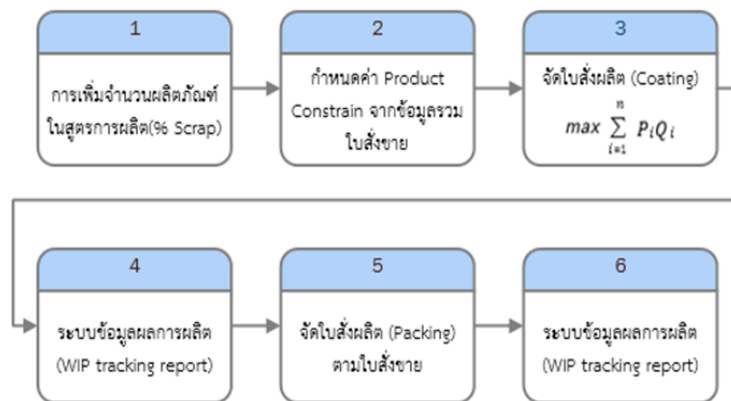 1
การเพิ่มจำนวนผลิตภัณฑ์
ในสูตรการผลิต(% Scrap)
2
กำหนดค่า Product
Constrain จากข้อมูลรวม
ใบสั่งขาย
3
จัดใบสั่งผลิต (Coating)
n
max ∑ PᵢQᵢ
i=1
4
ระบบข้อมูลผลการผลิต
(WIP tracking report)
5
จัดใบสั่งผลิต (Packing)
ตามใบสั่งขาย
6
ระบบข้อมูลผลการผลิต
(WIP tracking report)